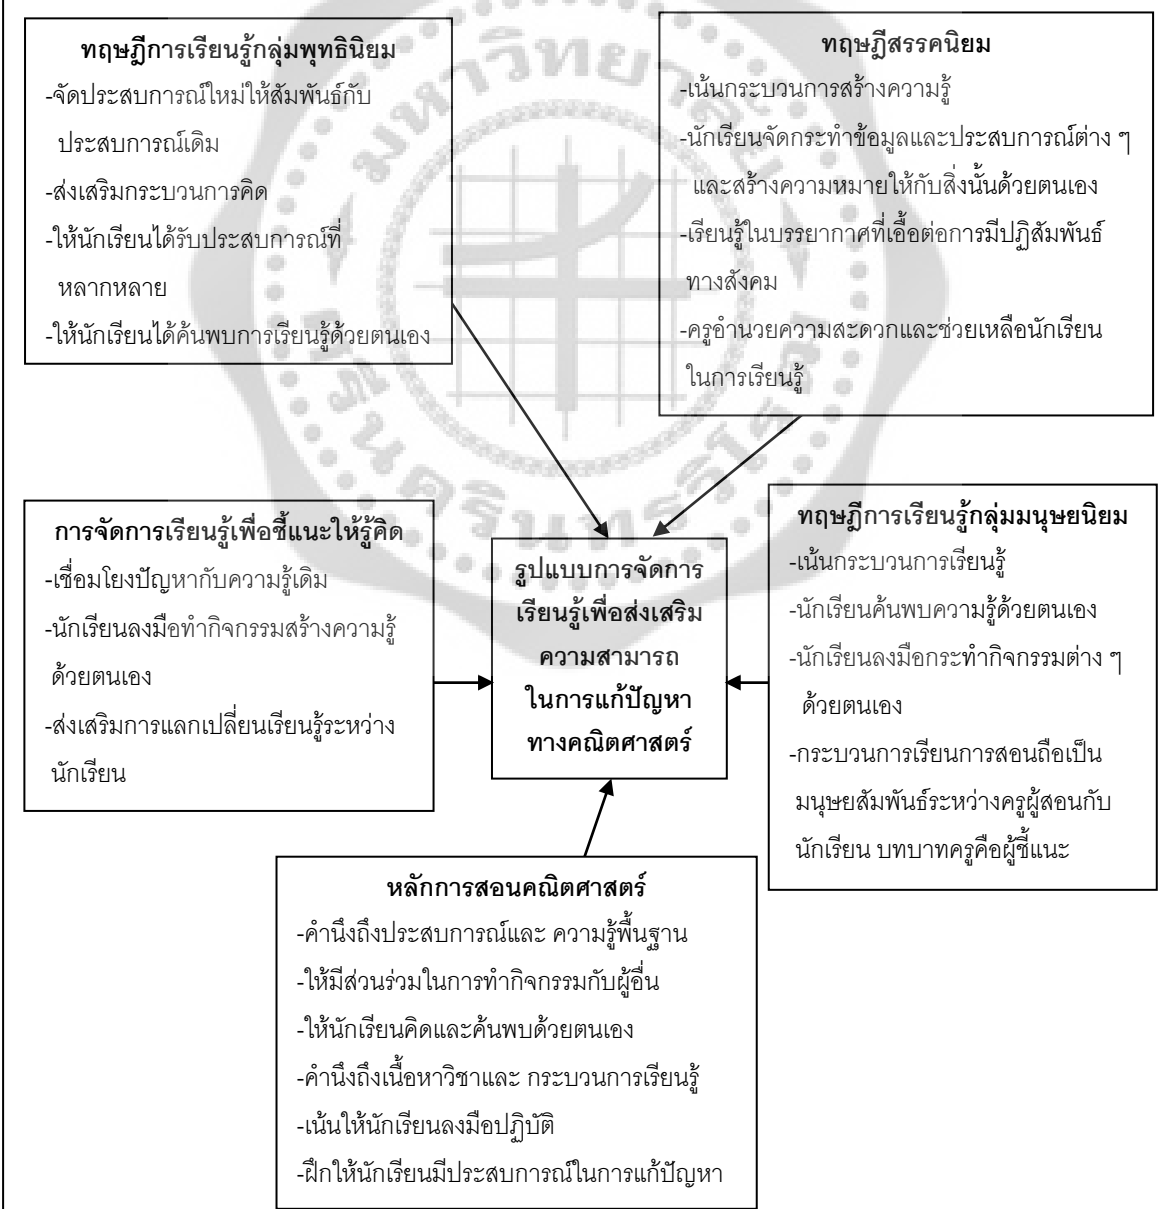 ทฤษฎีการเรียนรู้กลุ่มพุทธินิยม
-จัดประสบการณ์ใหม่ให้สัมพันธ์กับ
ประสบการณ์เดิม
-ส่งเสริมกระบวนการคิด
-ให้นักเรียนได้รับประสบการณ์ที่
หลากหลาย
-ให้นักเรียนได้ค้นพบการเรียนรู้ด้วยตนเอง
ทฤษฎีสรรคนิยม
-เน้นกระบวนการสร้างความรู้
-นักเรียนจัดกระทำข้อมูลและประสบการณ์ต่าง ๆ
และสร้างความหมายให้กับสิ่งนั้นด้วยตนเอง
-เรียนรู้ในบรรยากาศที่เอื้อต่อการมีปฏิสัมพันธ์
ทางสังคม
-ครูอำนวยความสะดวกและช่วยเหลือนักเรียน
ในการเรียนรู้
การจัดการเรียนรู้เพื่อชี้แนะให้รู้คิด
-เชื่อมโยงปัญหากับความรู้เดิม
-นักเรียนลงมือทำกิจกรรมสร้างความรู้
ด้วยตนเอง
-ส่งเสริมการแลกเปลี่ยนเรียนรู้ระหว่าง
นักเรียน
รูปแบบการจัดการ
เรียนรู้เพื่อส่งเสริม
ความสามารถ
ในการแก้ปัญหา
ทางคณิตศาสตร์
ทฤษฎีการเรียนรู้กลุ่มมนุษยนิยม
-เน้นกระบวนการเรียนรู้
-นักเรียนค้นพบความรู้ด้วยตนเอง
-นักเรียนลงมือกระทำกิจกรรมต่าง ๆ
ด้วยตนเอง
-กระบวนการเรียนการสอนถือเป็น
มนุษยสัมพันธ์ระหว่างครูผู้สอนกับ
นักเรียน บทบาทครูคือผู้ชี้แนะ
หลักการสอนคณิตศาสตร์
-คำนึงถึงประสบการณ์และ ความรู้พื้นฐาน
-ให้มีส่วนร่วมในการทำกิจกรรมกับผู้อื่น
-ให้นักเรียนคิดและค้นพบด้วยตนเอง
-คำนึงถึงเนื้อหาวิชาและ กระบวนการเรียนรู้
-เน้นให้นักเรียนลงมือปฏิบัติ
-ฝึกให้นักเรียนมีประสบการณ์ในการแก้ปัญหา
มหาวิทยาลัย
ศรีนครินทรวิโรฒ